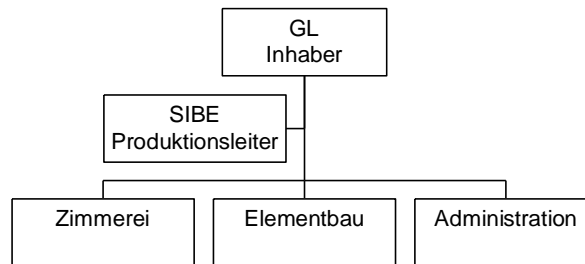 GL
Inhaber
SIBE
Produktionsleiter
Zimmerei
Elementbau
Administration